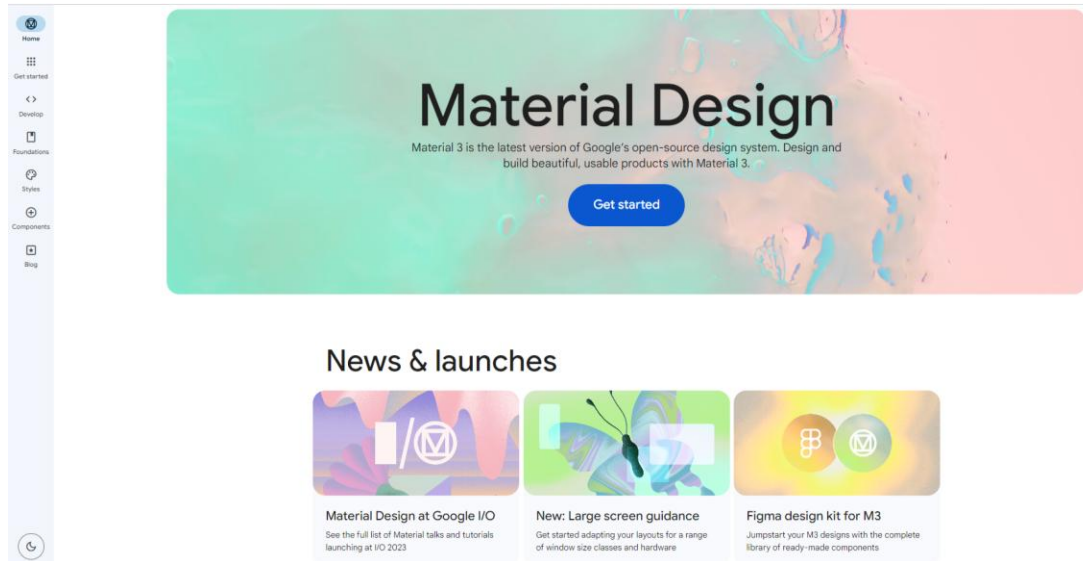 Home
Get started
Develop
Foundations
Styles
Components
Blog
Material Design
Material 3 is the latest version of Google's open-source design system. Design and
build beautiful, usable products with Material 3.
Get started
News & launches
I/O
Material Design at Google I/O
See the full list of Material talks and tutorials
launching at I/O 2023
New: Large screen guidance
Get started adapting your layouts for a range
of window size classes and hardware
Figma design kit for M3
Jumpstart your M3 designs with the complete
library of ready-made components